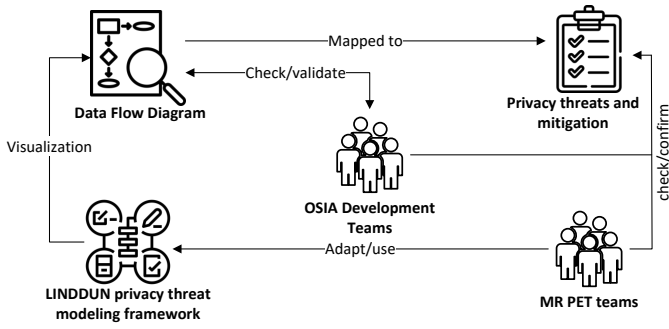 Mapped to
Check/validate
Data Flow Diagram
Privacy threats and
mitigation
Visualization
check/confirm
OSIA Development
Teams
Adapt/use
LINDDUN privacy threat
modeling framework
MR PET teams